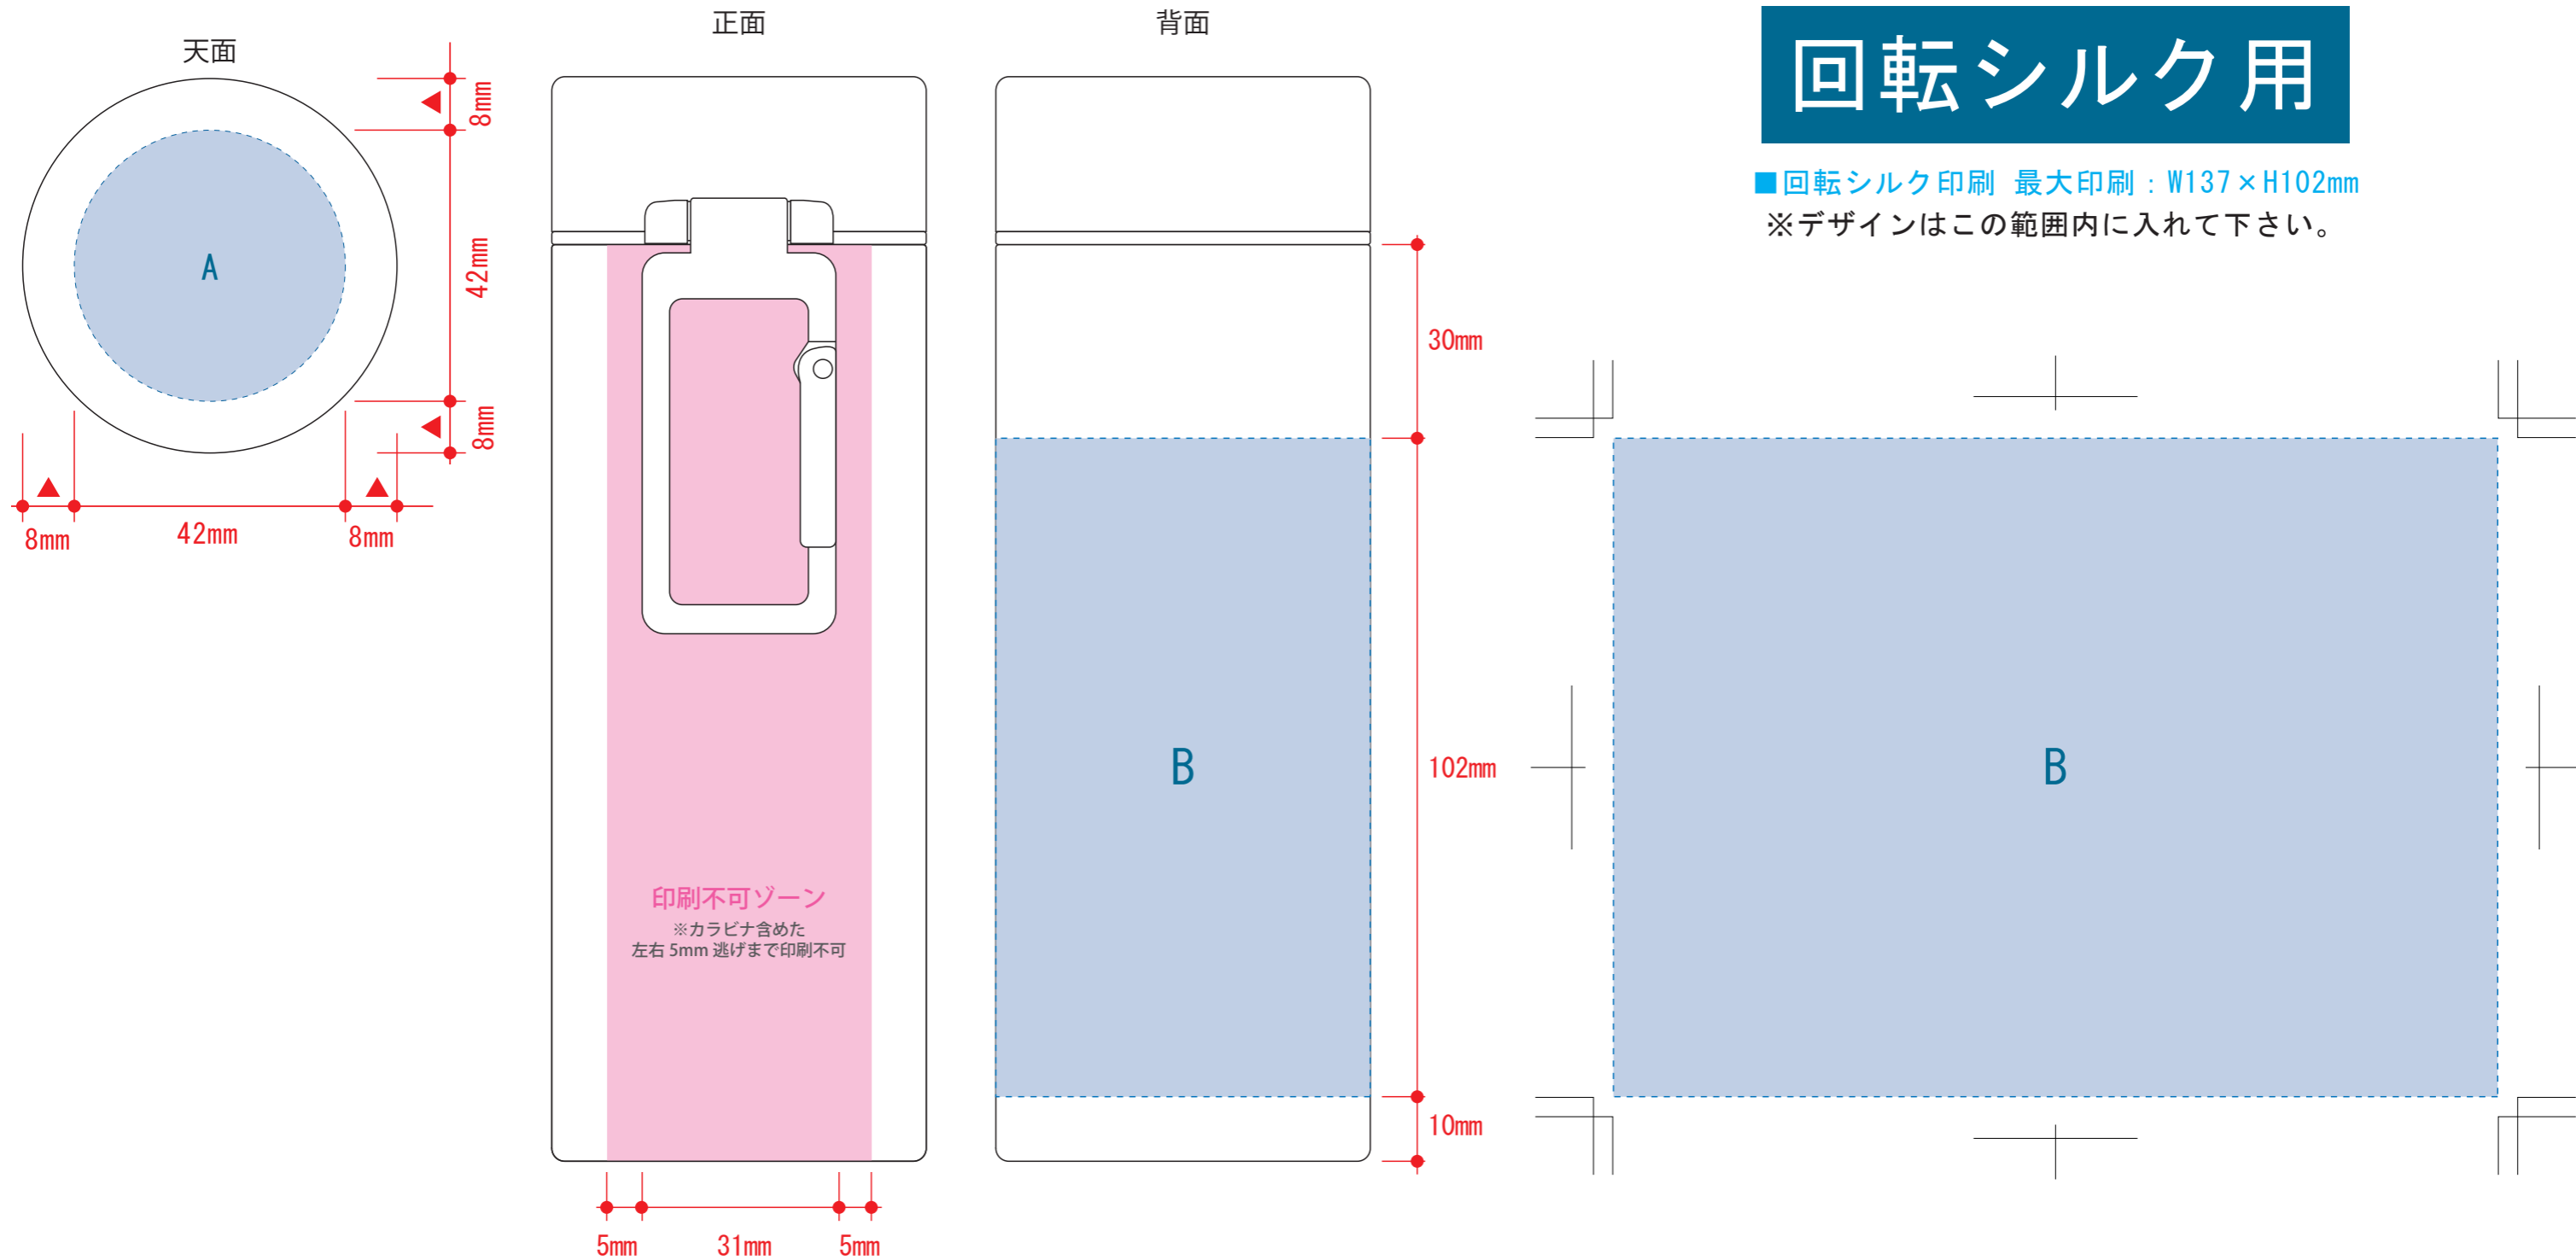 天面
正面
背面
回転シルク用
■回転シルク印刷 最大印刷：W137×H102mm
※デザインはこの範囲内に入れて下さい。
8mm
42mm
8mm
A
8mm
42mm
8mm
30mm
102mm
10mm
B
B
印刷不可ゾーン
※カラビナ含めた
左右 5mm 逃げまで印刷不可
5mm
31mm
5mm